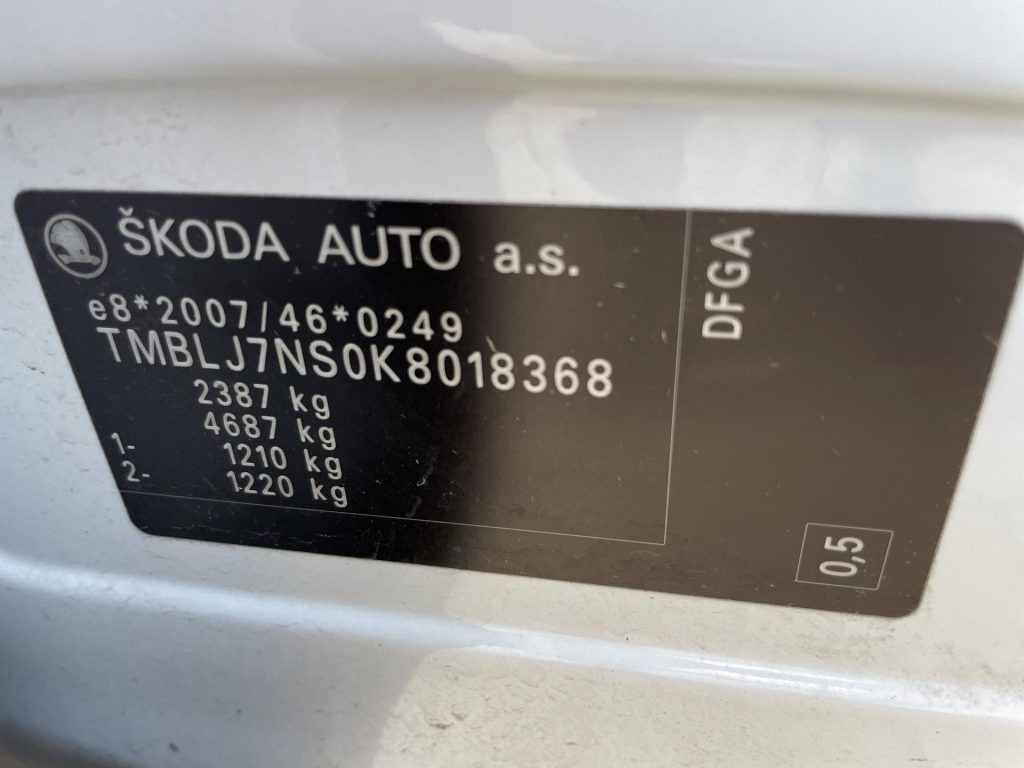 ŠKODA AUTO a.s.
e8*2007/46*0249
TMBLJ7NS0K8018368
2387 kg
4687 kg
1- 1210 kg
2- 1220 kg
DFGA
0,5